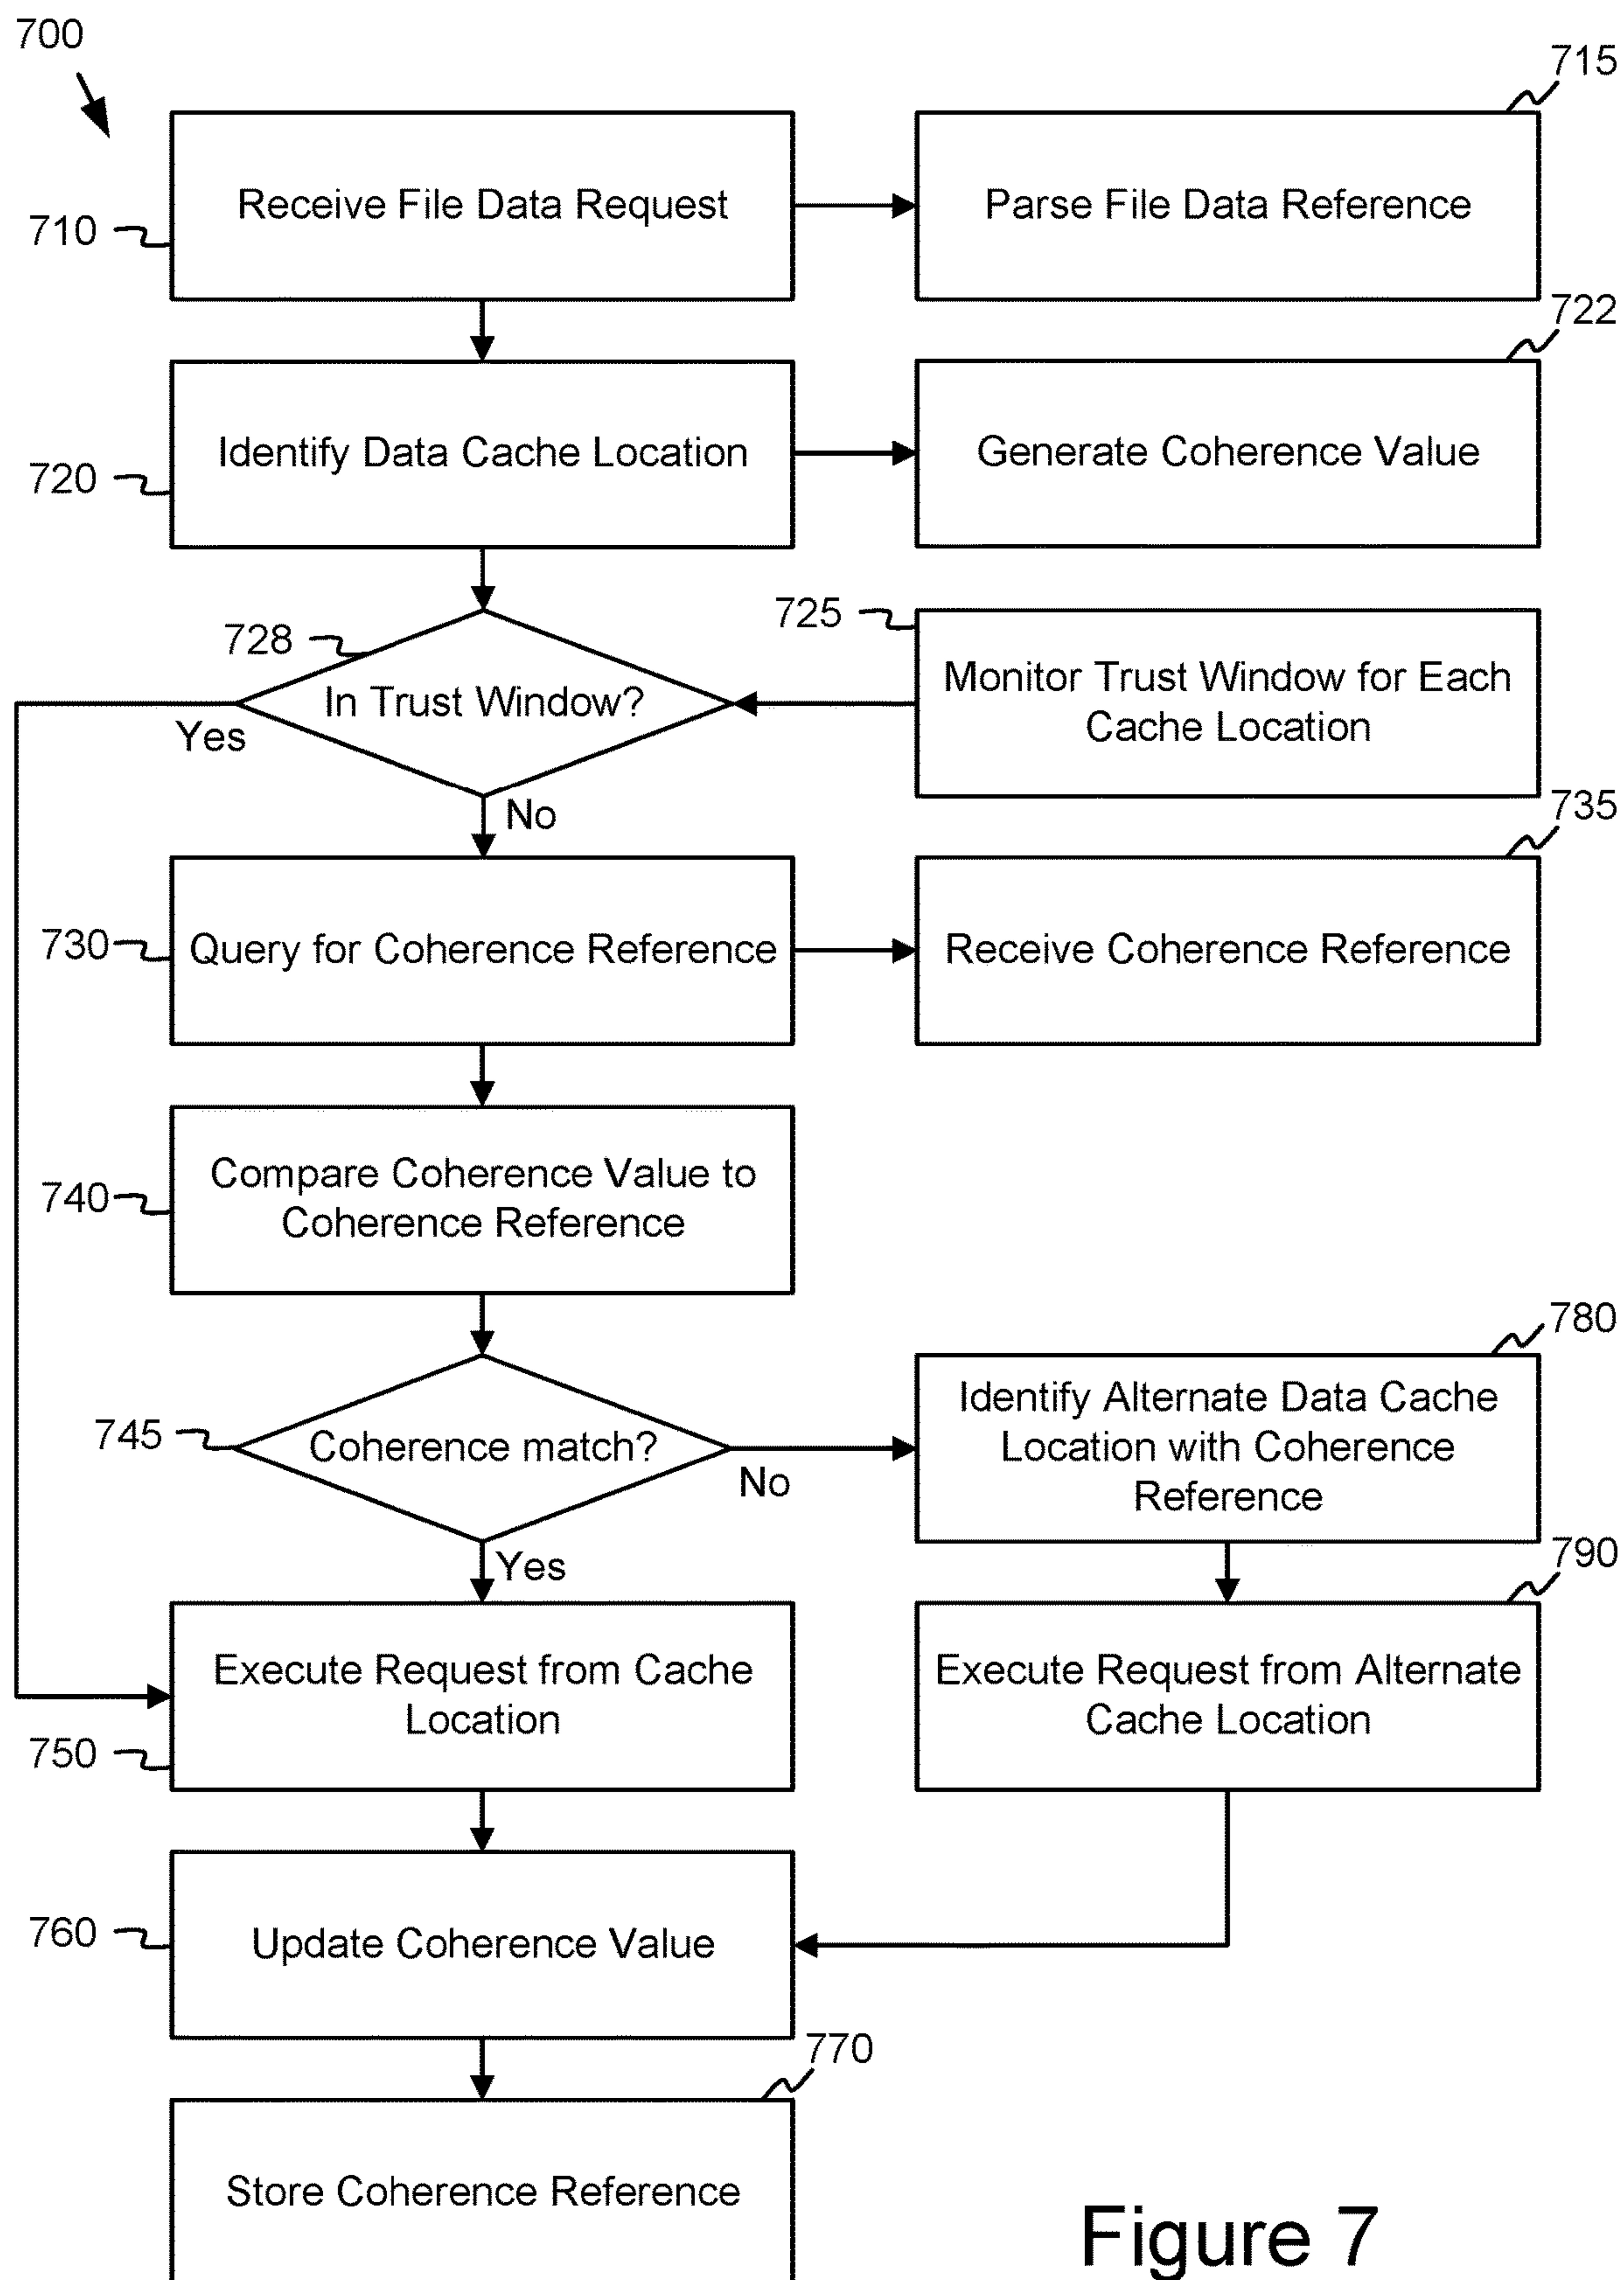 700
715
Receive File Data Request
Parse File Data Reference
710
722
Identify Data Cache Location
Generate Coherence Value
720
725
728
In Trust Window?
Monitor Trust Window for Each
Cache Location
Yes
No
735
730
Query for Coherence Reference
Receive Coherence Reference
Compare Coherence Value to
Coherence Reference
740
780
745
Coherence match?
No
Identify Alternate Data Cache
Location with Coherence
Reference
Yes
790
Execute Request from Cache
Location
Execute Request from Alternate
Cache Location
750
760
Update Coherence Value
770
Store Coherence Reference
Figure 7